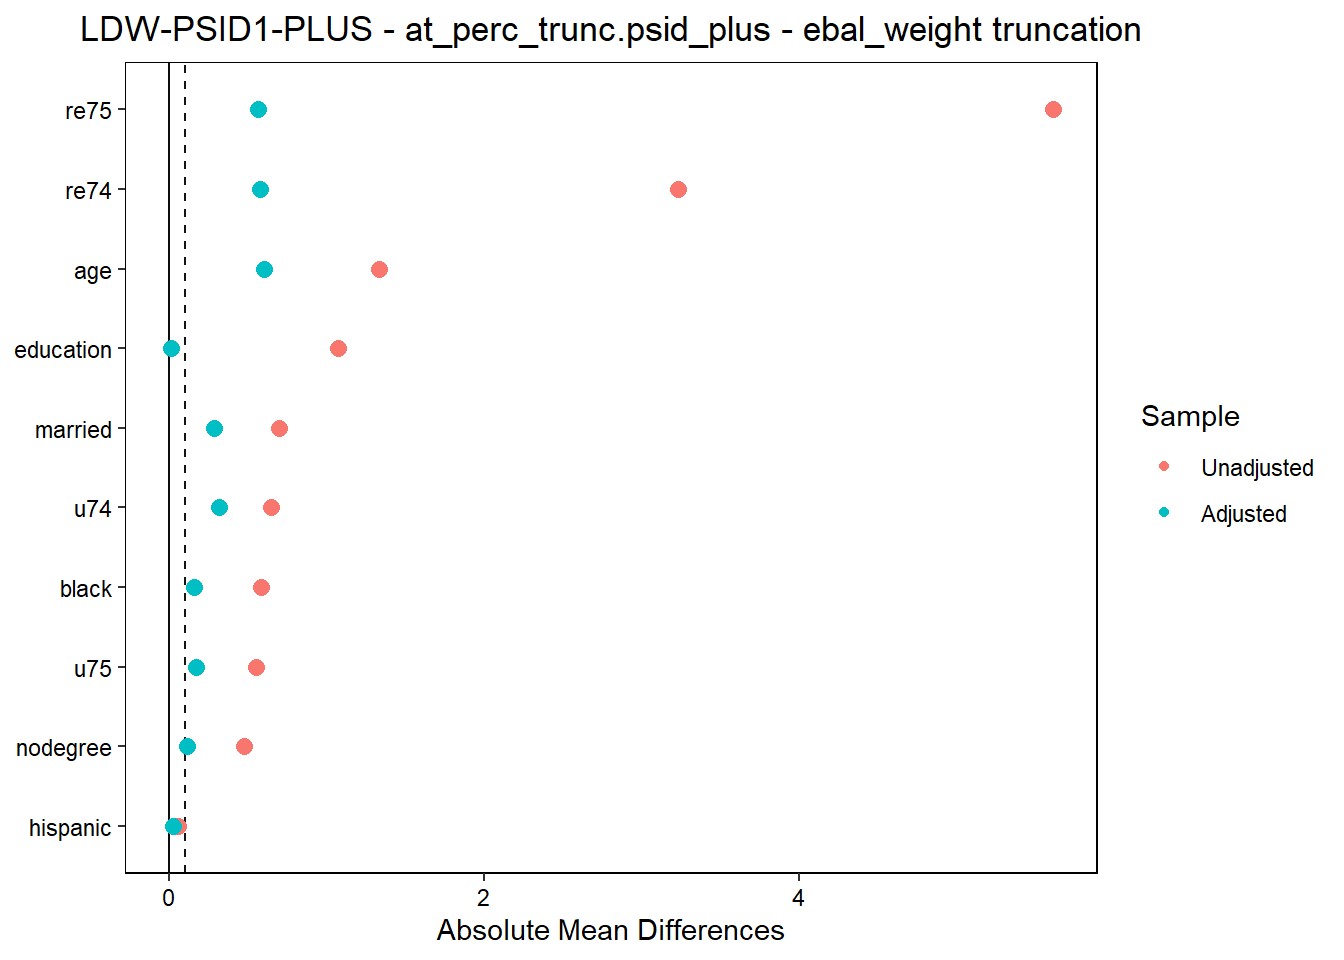 LDW-PSID1-PLUS - at_perc_trunc.psid_plus - ebal_weight truncation
re75
re74
age
education
married
u74
black
u75
nodegree
hispanic
0
2
4
Absolute Mean Differences
Sample
Unadjusted
Adjusted